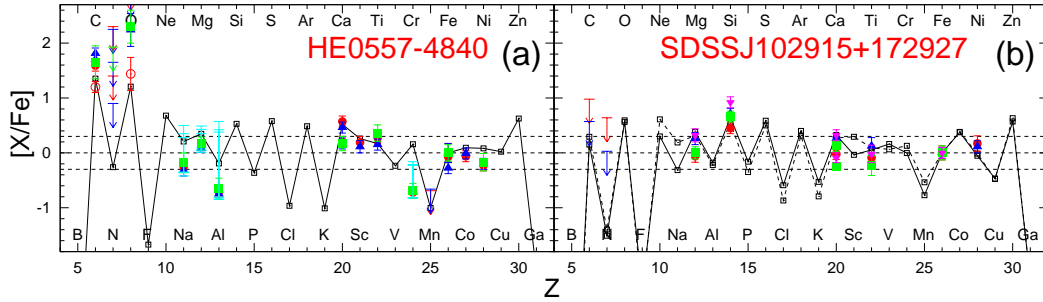 C Ne Mg Si S Ar Ca Ti Cr Fe Ni Zn
HE0557-4840 (a)
B N F Na Al P Cl K Sc V Mn Co Cu Ga
C O Ne Mg Si S Ar Ca Ti Cr Fe Ni Zn
SDSSJ102915+172927 (b)
B N F Na Al P Cl K Sc V Mn Co Cu Ga
[X/Fe]
2
1
0
-1
5 10 15 20 25 30
5 10 15 20 25 30
Z